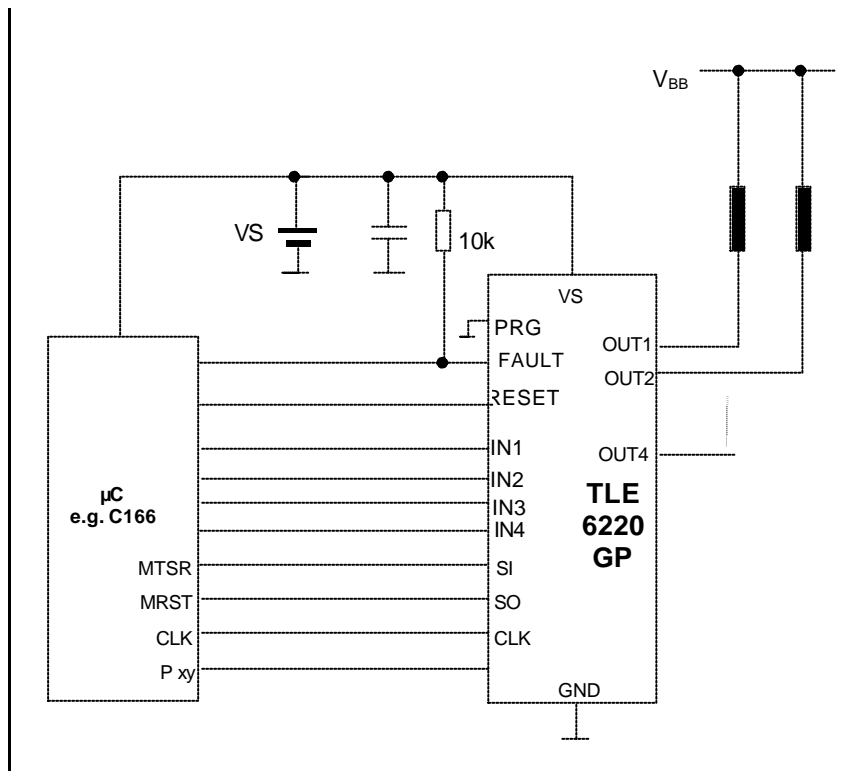 V_BB
VS
10k
VS
PRG
FAULT
RESET
IN1
IN2
IN3
IN4
SI
SO
CLK
GND
OUT1
OUT2
OUT4
TLE
6220
GP
µC
e.g. C166
MTSR
MRST
CLK
P xy